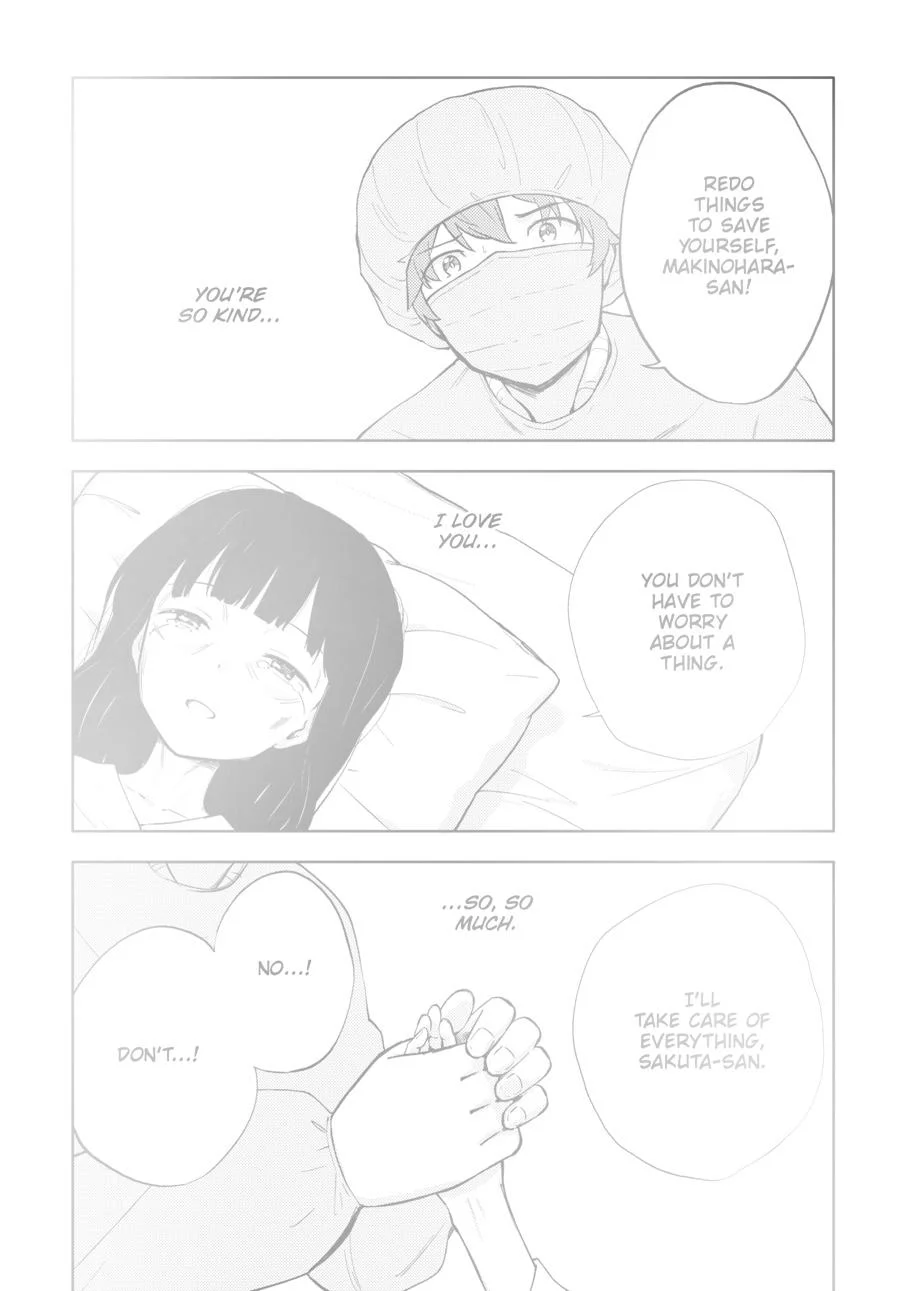 REDO
THINGS
TO SAVE
YOURSELF,
MAKINOHARA-
SAN!
YOU'RE
SO KIND...
YOU DON'T
HAVE TO
WORRY
ABOUT A
THING.
I LOVE
YOU...
I'LL
TAKE CARE OF
EVERYTHING,
SAKUTA-SAN.
...SO, SO
MUCH.
NO...!
DON'T...!